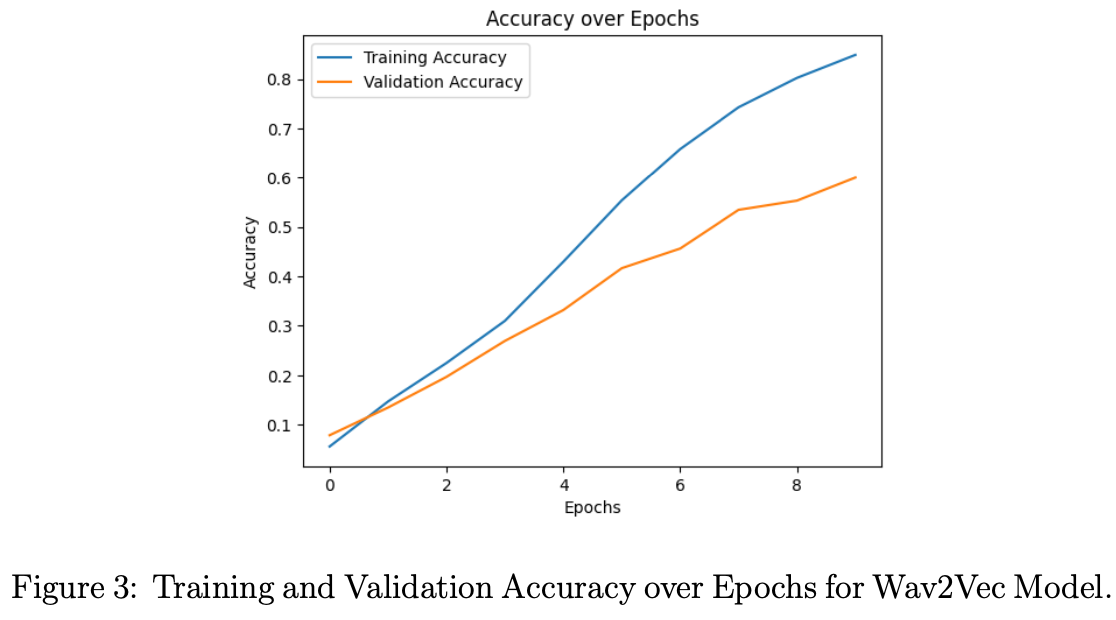 Accuracy over Epochs
Training Accuracy
Validation Accuracy
0.8
0.7
0.6
0.5
0.4
0.3
0.2
0.1
Accuracy
0 2 4 6 8
Epochs
Figure 3: Training and Validation Accuracy over Epochs for Wav2Vec Model.